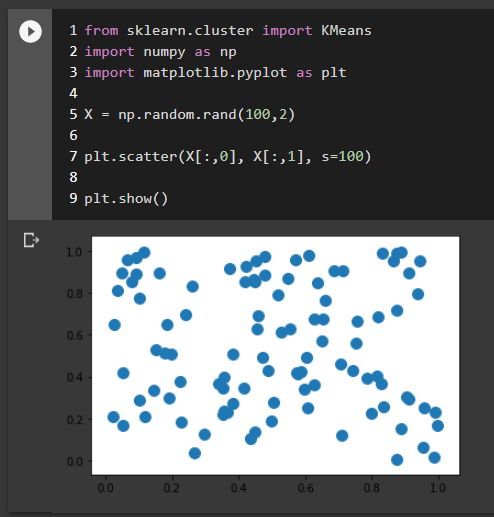 1 from sklearn.cluster import KMeans
2 import numpy as np
3 import matplotlib.pyplot as plt
4
5 X = np.random.rand(100,2)
6
7 plt.scatter(X[:,0], X[:,1], s=100)
8
9 plt.show()
1.0
0.8
0.6
0.4
0.2
0.0
0.0 0.2 0.4 0.6 0.8 1.0